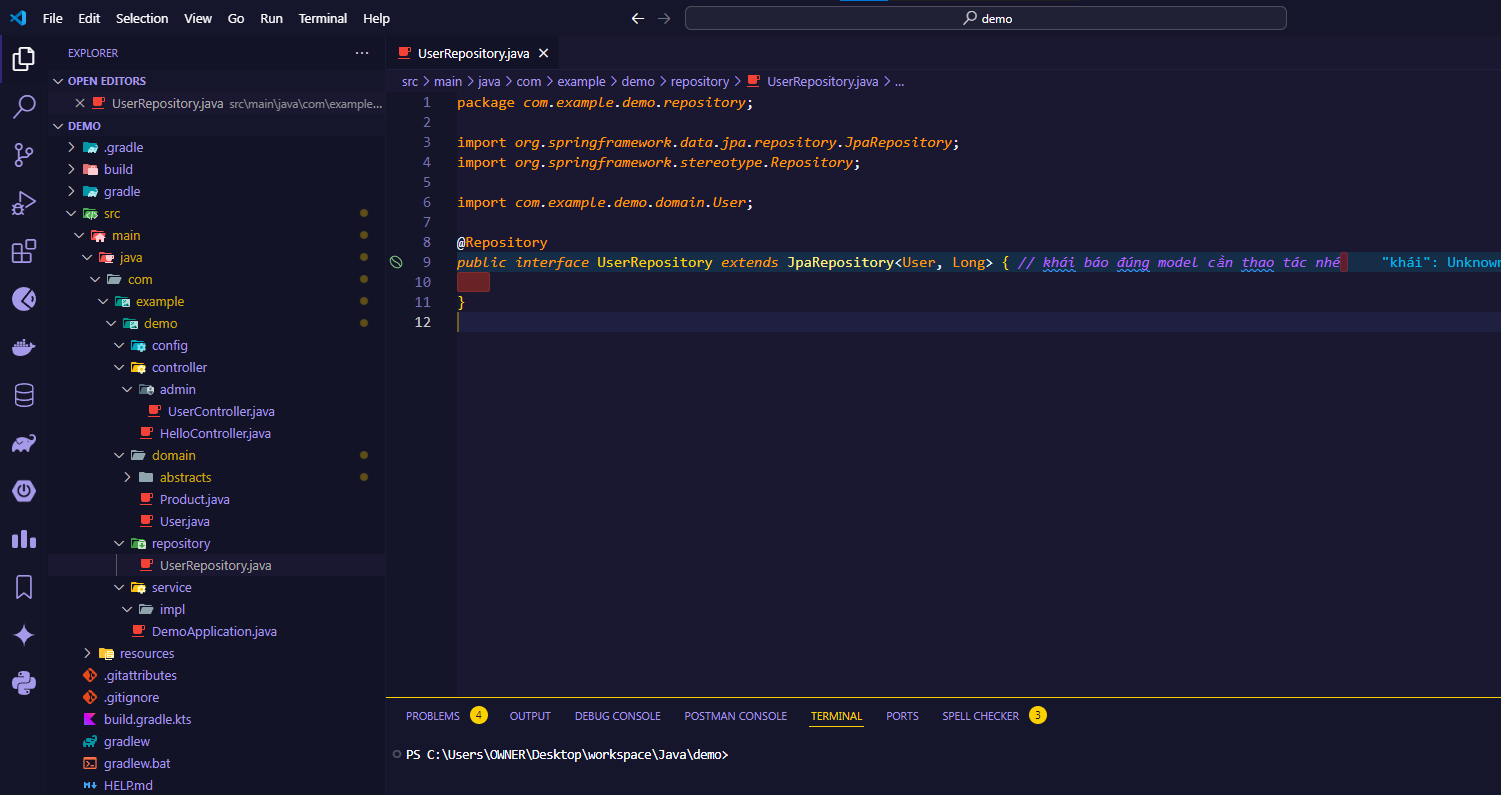 File Edit Selection View Go Run Terminal Help
demo
EXPLORER
OPEN EDITORS
UserRepository.java src\main\java\com\example...
DEMO
.gradle
build
gradle
src
main
java
com
example
demo
config
controller
admin
UserController.java
HelloController.java
domain
abstracts
Product.java
User.java
repository
UserRepository.java
service
impl
DemoApplication.java
resources
.gitattributes
.gitignore
build.gradle.kts
gradlew
gradlew.bat
HELP.md
UserRepository.java
src > main > java > com > example > demo > repository > UserRepository.java > ...
1 package com.example.demo.repository;
2
3 import org.springframework.data.jpa.repository.JpaRepository;
4 import org.springframework.stereotype.Repository;
5
6 import com.example.demo.domain.User;
7
8 @Repository
9 public interface UserRepository extends JpaRepository<User, Long> { // khái báo đúng model cần thao tác nhé "khái": Unknown
10
11 }
12
PROBLEMS 4 OUTPUT DEBUG CONSOLE POSTMAN CONSOLE TERMINAL PORTS SPELL CHECKER 3
PS C:\Users\OWNER\Desktop\workspace\Java\demo>